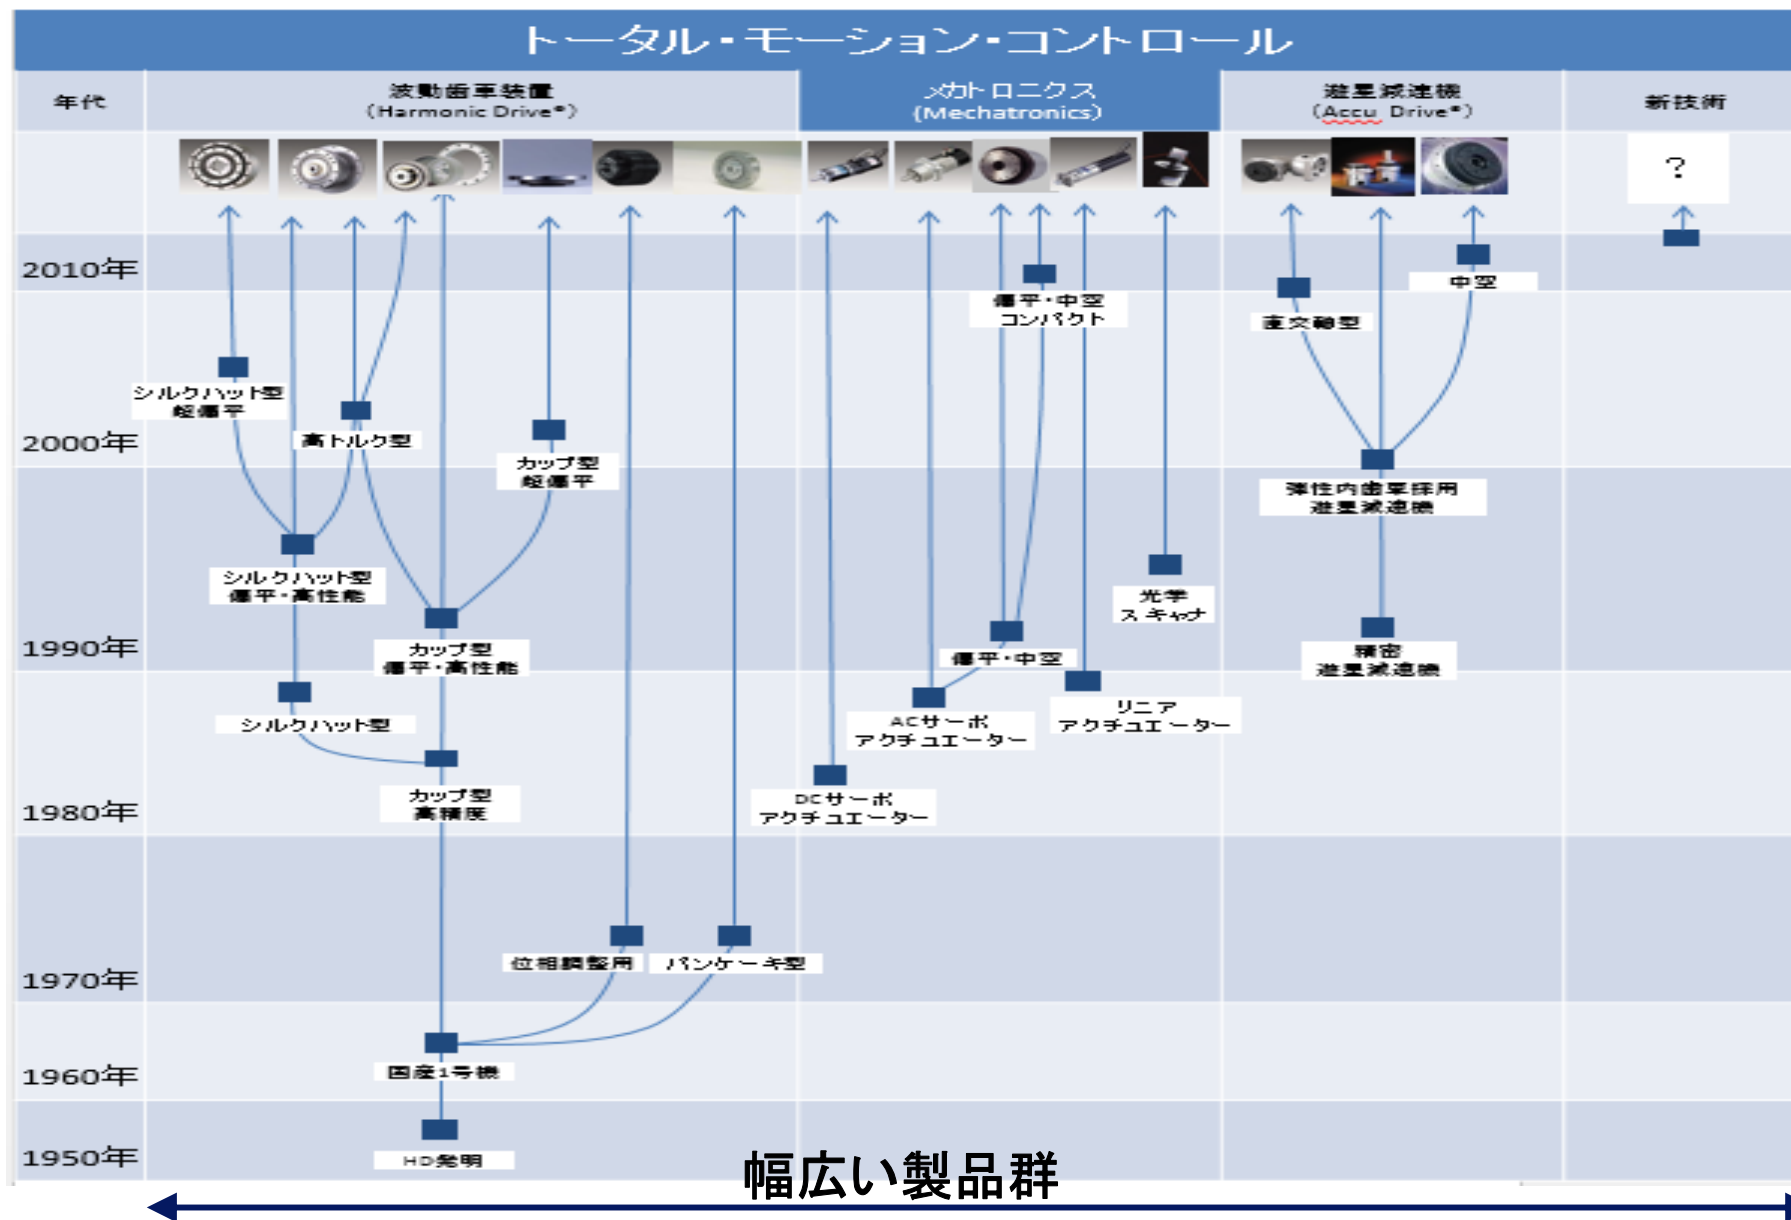 トータル・モーション・コントロール
年代
波動歯車装置
(Harmonic Drive®)
メカトロニクス
(Mechatronics)
遊星減速機
(Accu Drive®)
新技術
?
2010年
偏平・中空
コンパクト
中空
直交軸型
シルクハット型
超偏平
高トルク型
2000年
カップ型
超偏平
弾性内歯車採用
遊星減速機
シルクハット型
偏平・高性能
光学
スキャナ
1990年
カップ型
偏平・高性能
偏平・中空
精密
遊星減速機
シルクハット型
ACサーボ
アクチュエーター
リニア
アクチュエーター
カップ型
高精度
DCサーボ
アクチュエーター
1980年
位相調整用
パンケーキ型
1970年
国産1号機
1960年
HD発明
1950年
幅広い製品群